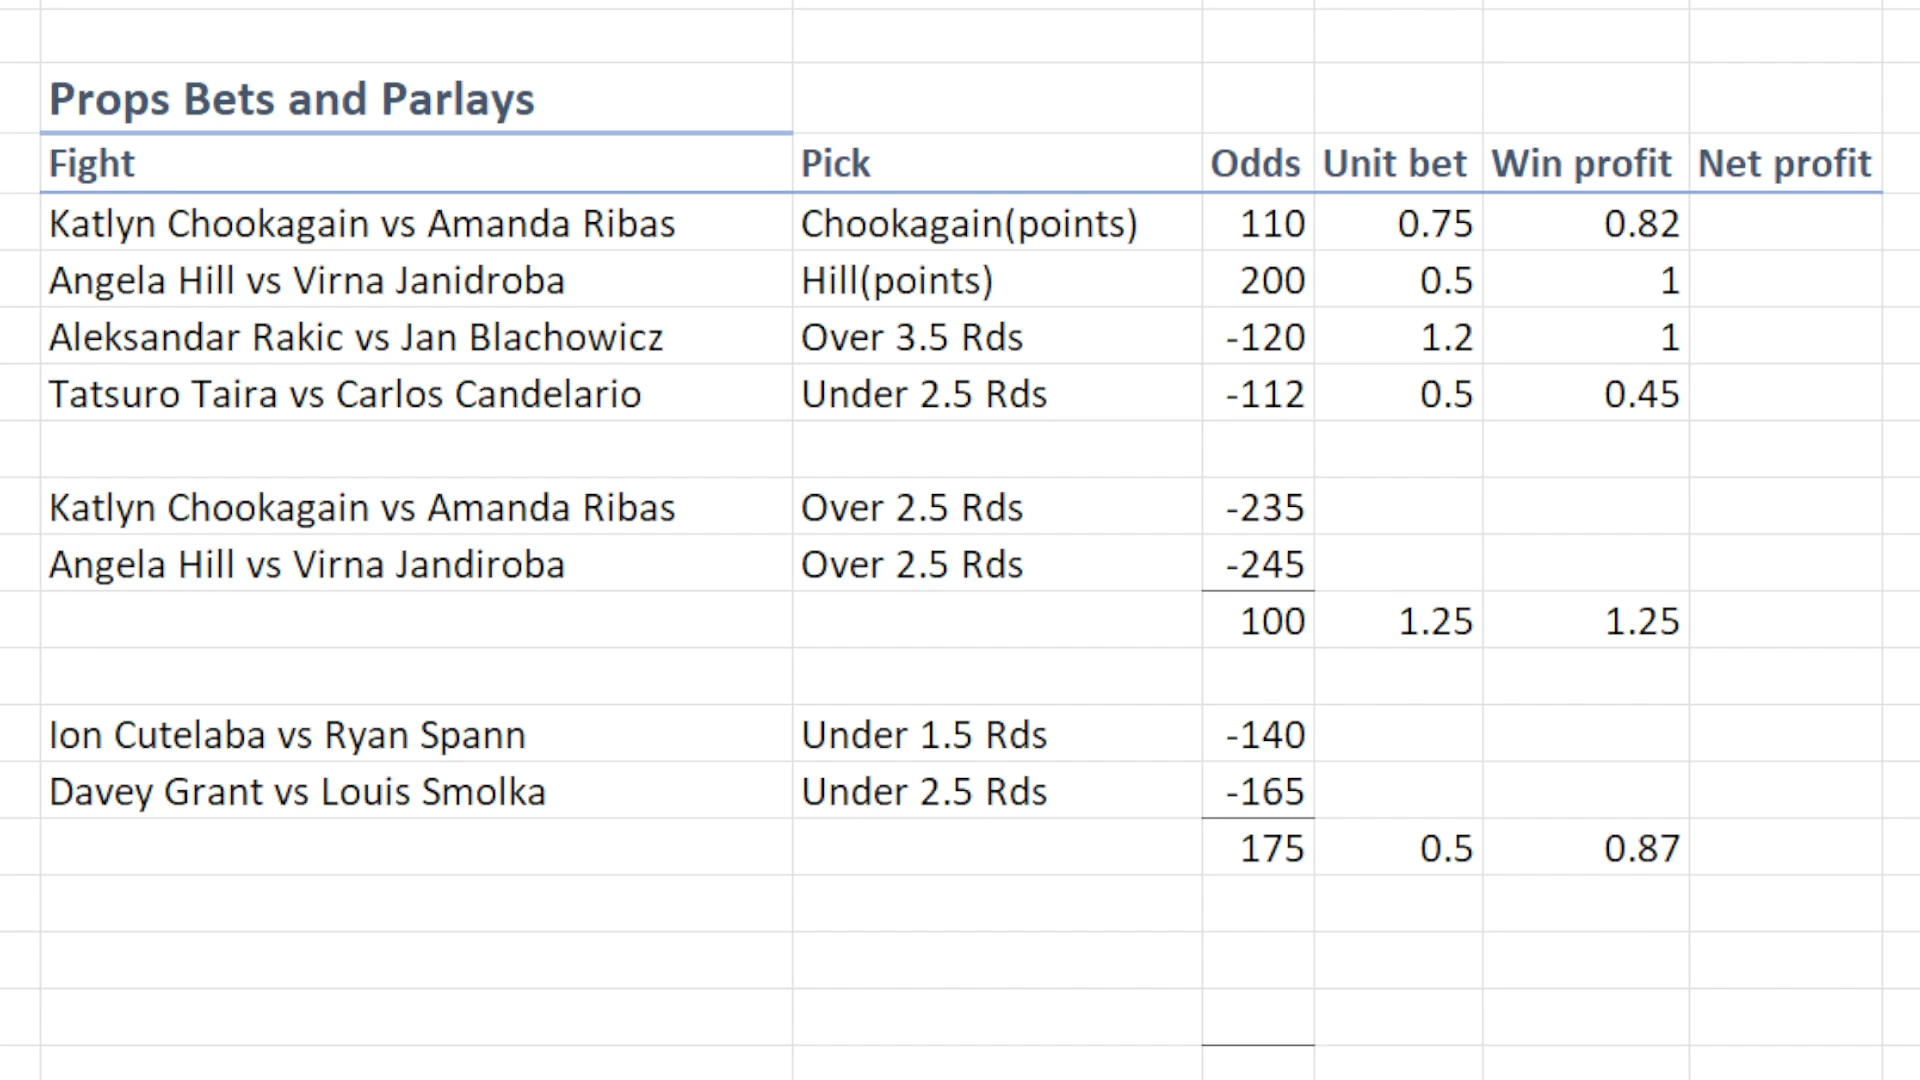 Props Bets and Parlays
Fight Pick Odds Unit bet Win profit Net profit
Katlyn Chookagain vs Amanda Ribas Chookagain(points) 110 0.75 0.82
Angela Hill vs Virna Janidroba Hill(points) 200 0.5 1
Aleksandar Rakic vs Jan Blachowicz Over 3.5 Rds -120 1.2 1
Tatsuro Taira vs Carlos Candelario Under 2.5 Rds -112 0.5 0.45
Katlyn Chookagain vs Amanda Ribas Over 2.5 Rds -235
Angela Hill vs Virna Jandiroba Over 2.5 Rds -245
100 1.25 1.25
Ion Cutelaba vs Ryan Spann Under 1.5 Rds -140
Davey Grant vs Louis Smolka Under 2.5 Rds -165
175 0.5 0.87